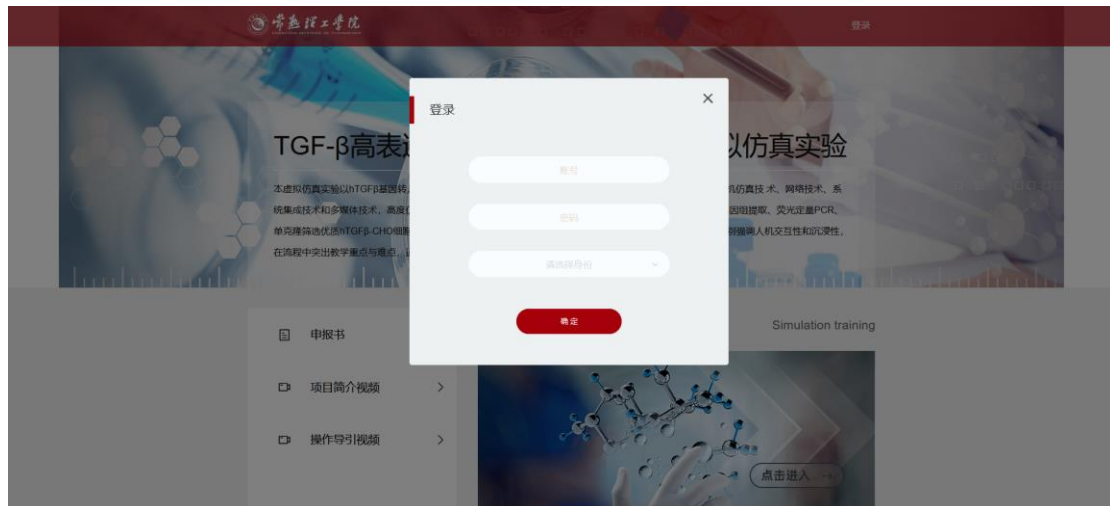 常熟理工学院
登录
登录
×
TGF-β高表达
以仿真实验
账号
本虚拟仿真实验以hTGFβ基因转
机仿真技 术、网络技术、系
统集成技术和多媒体技术，高度
因组提取、荧光定量PCR、
密码
单克隆筛选优质hTGFβ-CHO细胞
别强调人机交互性和沉浸性，
在流程中突出教学重点与难点，
请选择身份
确定
申报书
Simulation training
项目简介视频
操作导引视频
点击进入 →